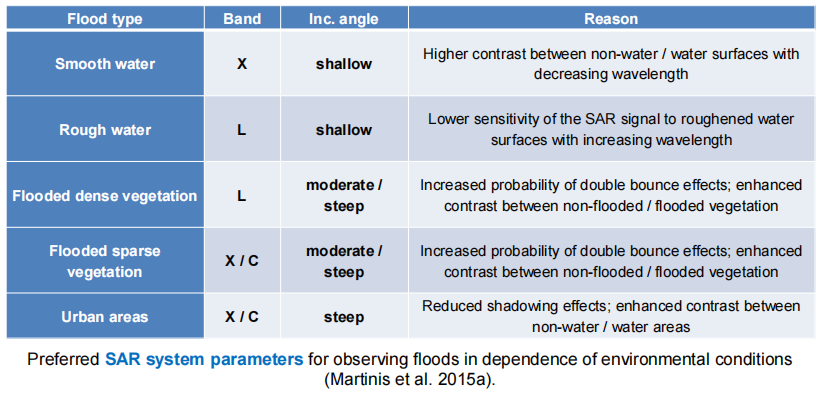 Flood type Band Inc. angle Reason
Smooth water X shallow Higher contrast between non-water / water surfaces with
decreasing wavelength
Rough water L shallow Lower sensitivity of the SAR signal to roughened water
surfaces with increasing wavelength
Flooded dense vegetation L moderate /
steep Increased probability of double bounce effects; enhanced
contrast between non-flooded / flooded vegetation
Flooded sparse
vegetation X / C moderate /
steep Increased probability of double bounce effects; enhanced
contrast between non-flooded / flooded vegetation
Urban areas X / C steep Reduced shadowing effects; enhanced contrast between
non-water / water areas
Preferred SAR system parameters for observing floods in dependence of environmental conditions
(Martinis et al. 2015a).